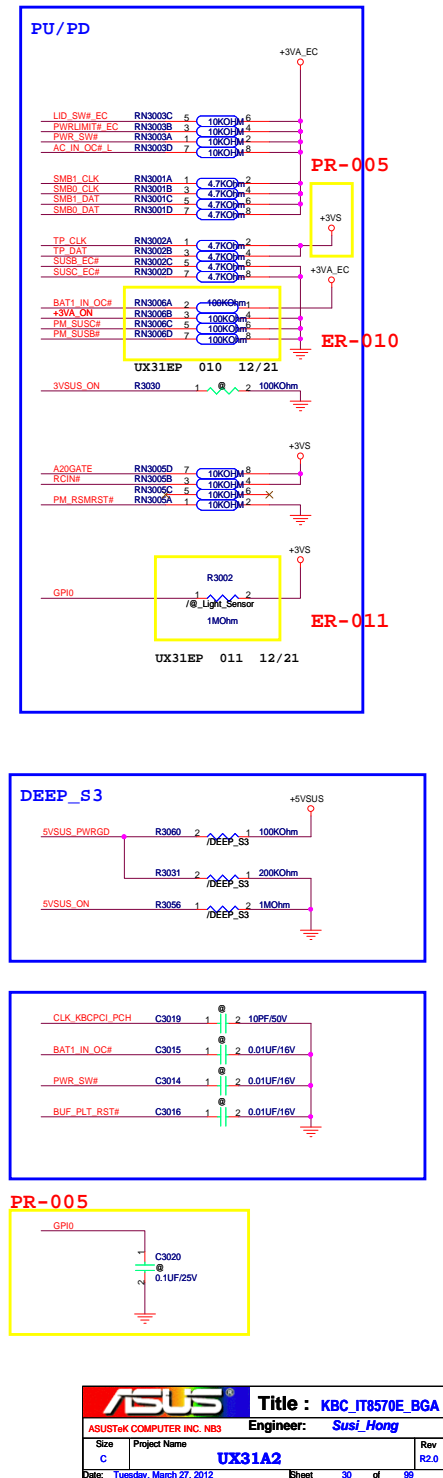 PU/PD
+3VA_EC
LID_SW#_EC RN3003C 5 10KOHM 6
PWRLIMIT#_EC RN3003B 3 10KOHM 4
PWR_SW# RN3003A 1 10KOHM 2
AC_IN_OC#_L RN3003D 7 10KOHM 8
PR-005
SMB1_CLK RN3001A 1 4.7KOhm 2
SMB0_CLK RN3001B 3 4.7KOhm 4
SMB1_DAT RN3001C 5 4.7KOhm 6
SMB0_DAT RN3001D 7 4.7KOhm 8
+3VS
TP_CLK RN3002A 1 4.7KOhm 2
TP_DAT RN3002B 3 4.7KOhm 4
SUSB_EC# RN3002C 5 4.7KOhm 6
SUSC_EC# RN3002D 7 4.7KOhm 8
+3VA_EC
BAT1_IN_OC# RN3006A 2 100KOhm 1
+3VA_ON RN3006B 3 100KOhm 4
PM_SUSC# RN3006C 5 100KOhm 6
PM_SUSB# RN3006D 7 100KOhm 8
ER-010
UX31EP 010 12/21
3VSUS_ON R3030 1 @ 2 100KOhm
+3VS
A20GATE RN3005D 7 10KOHM 8
RCIN# RN3005B 3 10KOHM 4
RN3005C 5 10KOHM 6
PM_RSMRST# RN3005A 1 10KOHM 2
+3VS
R3002
GPI0 1 2
/@_Light_Sensor
1MOhm
ER-011
UX31EP 011 12/21
DEEP_S3
+5VSUS
5VSUS_PWRGD R3060 2 1 100KOhm
/DEEP_S3
R3031 2 1 200KOhm
/DEEP_S3
5VSUS_ON R3056 1 2 1MOhm
/DEEP_S3
@
CLK_KBCPCI_PCH C3019 1 2 10PF/50V
@
BAT1_IN_OC# C3015 1 2 0.01UF/16V
@
PWR_SW# C3014 1 2 0.01UF/16V
@
BUF_PLT_RST# C3016 1 2 0.01UF/16V
PR-005
GPI0
1
C3020
@
0.1UF/25V
2
ASUS®
Title : KBC_IT8570E_BGA
ASUSTeK COMPUTER INC. NB3
Engineer: Susi_Hong
Size Project Name Rev
C UX31A2 R2.0
Date: Tuesday, March 27, 2012 Sheet 30 of 99